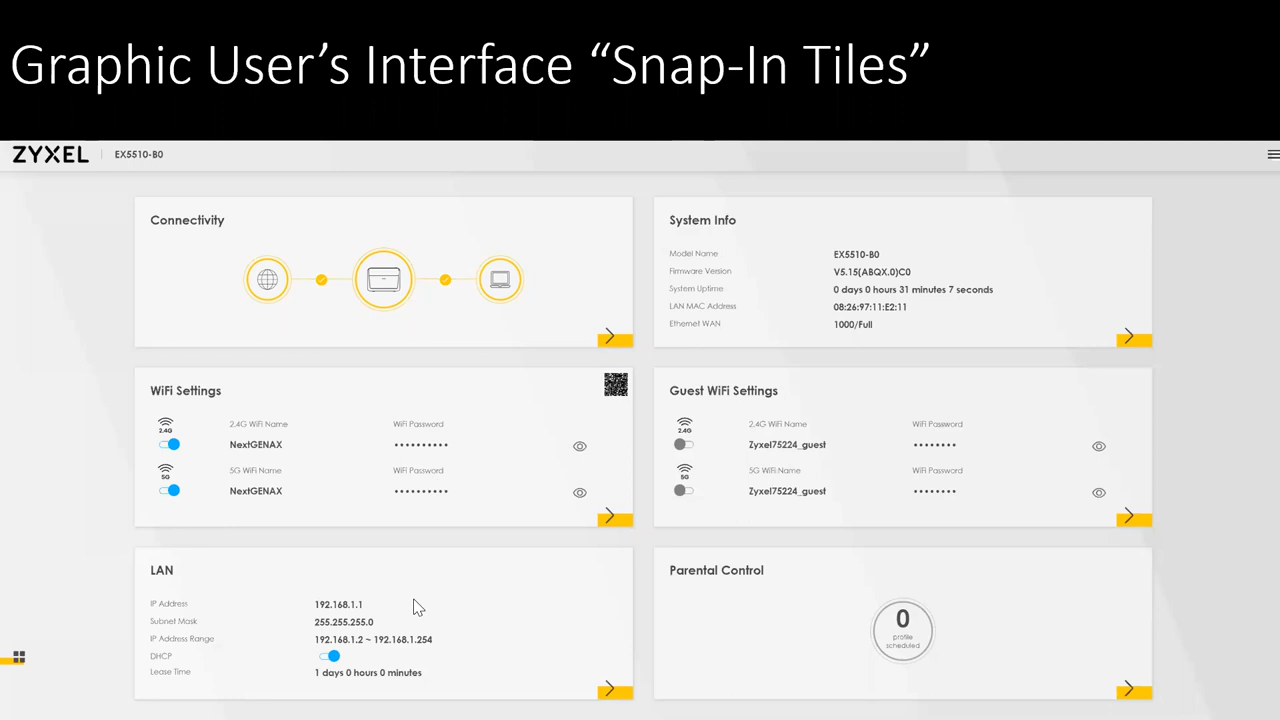 Graphic User’s Interface “Snap-In Tiles”
ZYXEL | EX5510-B0
Connectivity
System Info
Model Name EX5510-B0
Firmware Version V5.15(ABQX.0)C0
System Uptime 0 days 0 hours 31 minutes 7 seconds
LAN MAC Address 08:26:97:11:E2:11
Ethernet WAN 1000/Full
WiFi Settings
2.4G
2.4G WiFi Name WiFi Password
NextGENAX ••••••••••
5G
5G WiFi Name WiFi Password
NextGENAX ••••••••••
Guest WiFi Settings
2.4G
2.4G WiFi Name WiFi Password
Zyxel75224_guest ••••••••
5G
5G WiFi Name WiFi Password
Zyxel75224_guest ••••••••
LAN
IP Address 192.168.1.1
Subnet Mask 255.255.255.0
IP Address Range 192.168.1.2 ~ 192.168.1.254
DHCP
Lease Time 1 days 0 hours 0 minutes
Parental Control
0
profile
scheduled